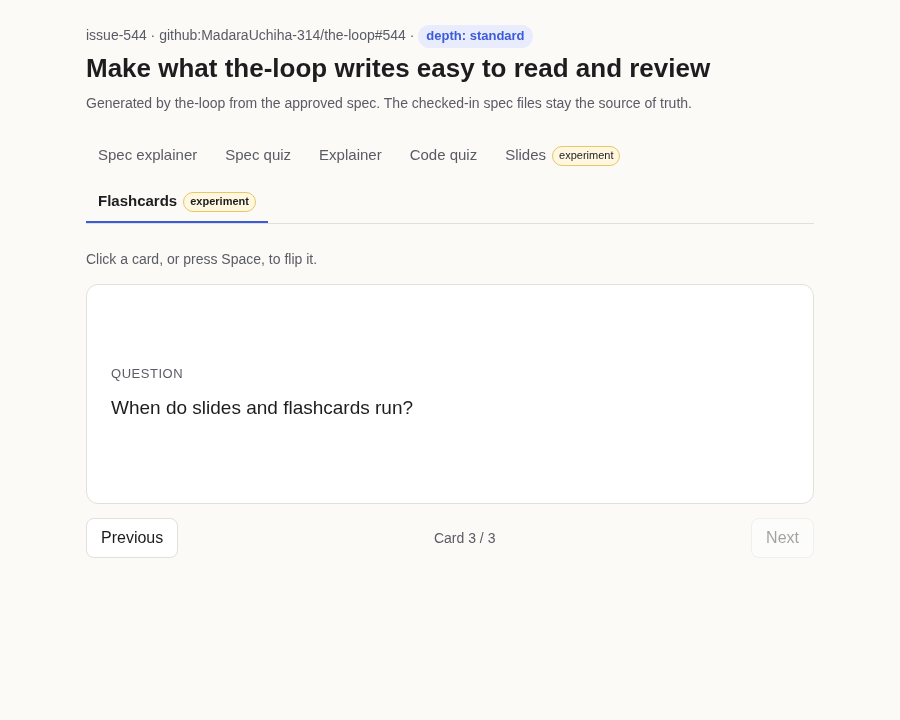 issue-544 · github:MadaraUchiha-314/the-loop#544 · depth: standard
Make what the-loop writes easy to read and review
Generated by the-loop from the approved spec. The checked-in spec files stay the source of truth.
Spec explainer Spec quiz Explainer Code quiz Slides experiment
Flashcards experiment
Click a card, or press Space, to flip it.
QUESTION
When do slides and flashcards run?
Previous Card 3 / 3 Next